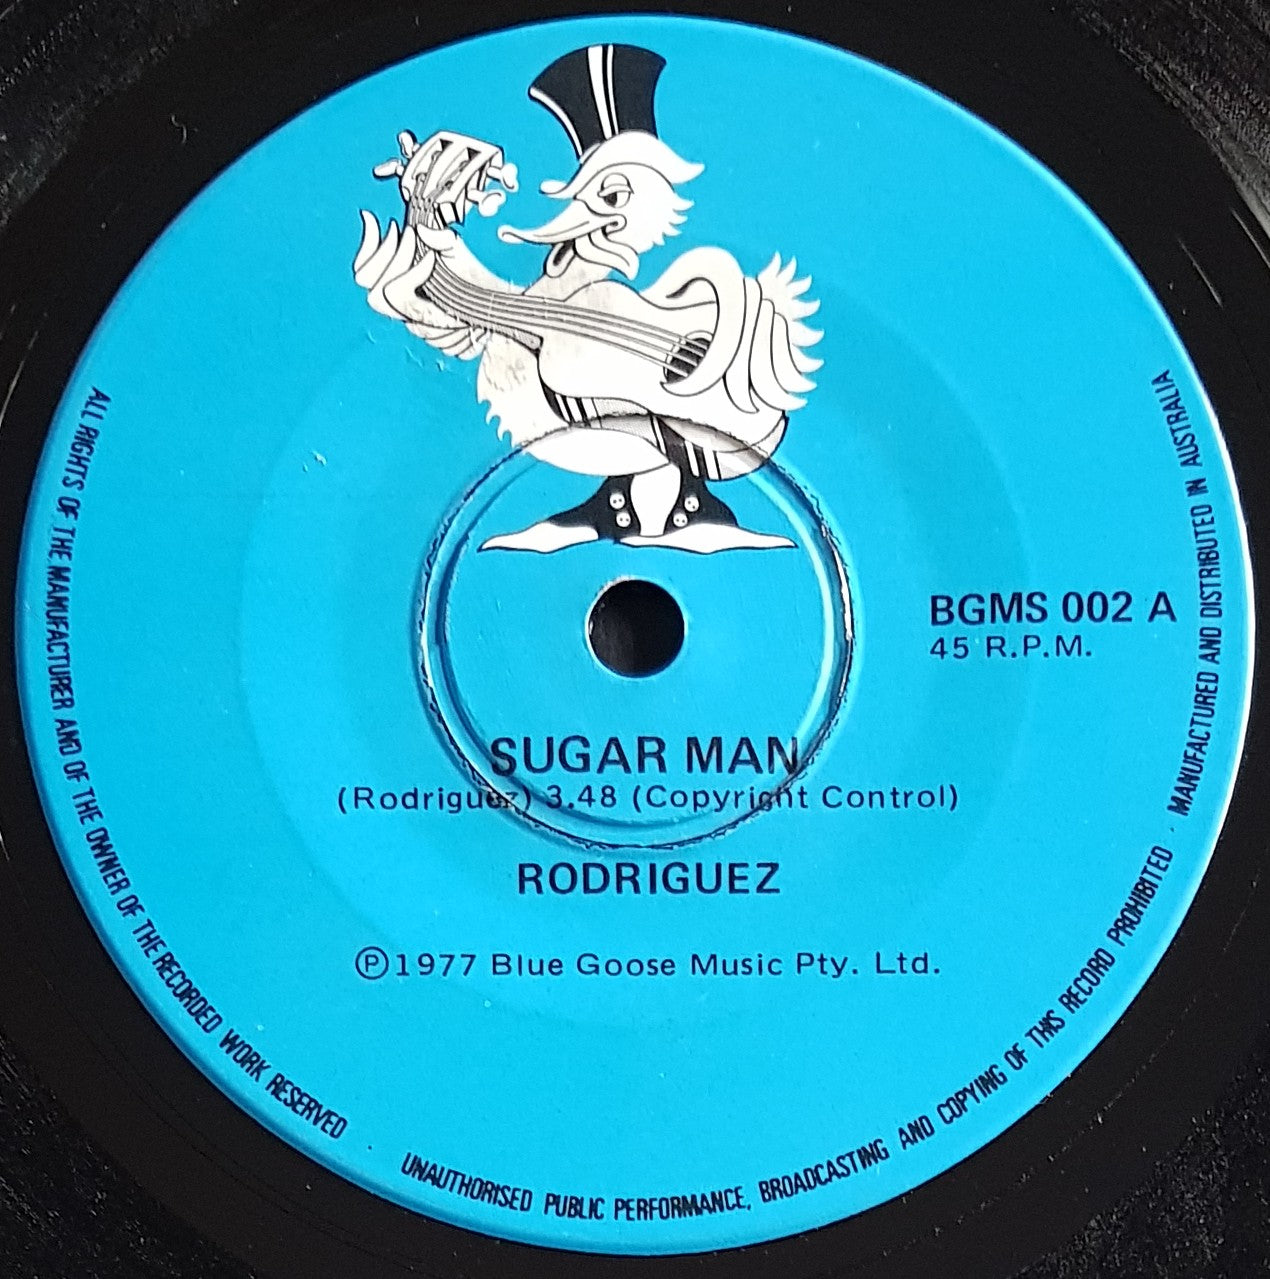 BGMS 002 A
45 R.P.M.
SUGAR MAN
(Rodriguez) 3.48 (Copyright Control)
RODRIGUEZ
℗1977 Blue Goose Music Pty. Ltd.
ALL RIGHTS OF THE MANUFACTURER AND OF THE OWNER OF THE RECORDED WORK RESERVED · UNAUTHORISED PUBLIC PERFORMANCE, BROADCASTING AND COPYING OF THIS RECORD PROHIBITED · MANUFACTURED AND DISTRIBUTED IN AUSTRALIA